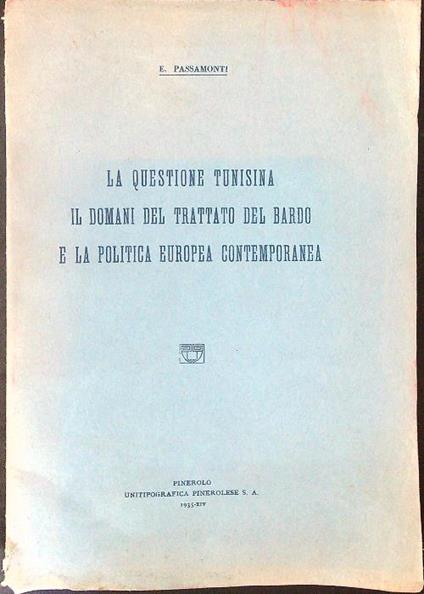 E. PASSAMONTI
LA QUESTIONE TUNISINA
IL DOMANI DEL TRATTATO DEL BARDO
E LA POLITICA EUROPEA CONTEMPORANEA
PINEROLO
UNITIPOGRAFICA PINEROLESE S. A.
1935-XIV